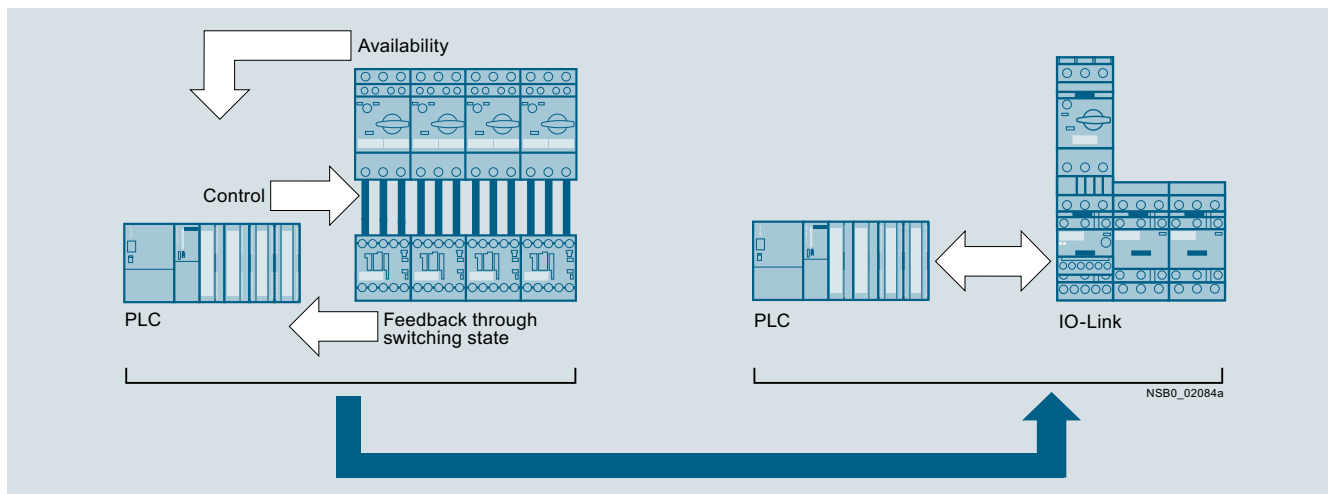 Availability
Control
PLC
Feedback through
switching state
PLC
IO-Link
NSB0_02084a